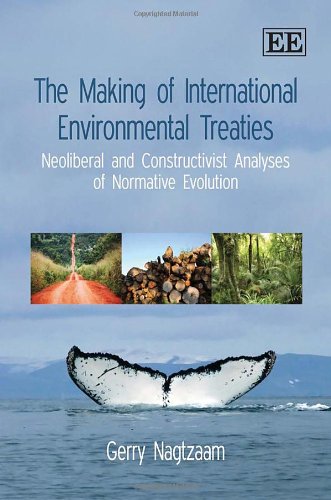 EE
The Making of International
Environmental Treaties
Neoliberal and Constructivist Analyses
of Normative Evolution
Gerry Nagtzaam